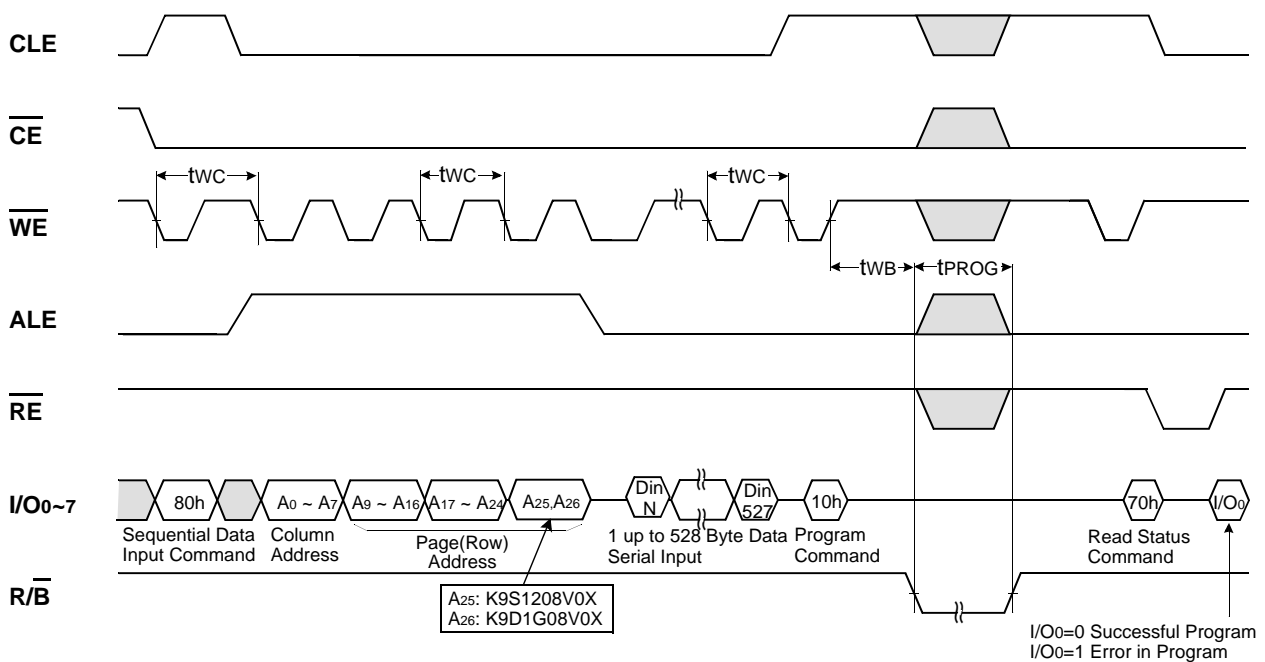 CLE
CE
tWC tWC tWC
WE
tWB tPROG
ALE
RE
I/O0~7
80h A0 ~ A7 A9 ~ A16 A17 ~ A24 A25,A26 Din N Din 527 10h 70h I/O0
Sequential Data Input Command
Column Address
Page(Row) Address
1 up to 528 Byte Data Serial Input
Program Command
Read Status Command
R/B
A25: K9S1208V0X
A26: K9D1G08V0X
I/O0=0 Successful Program
I/O0=1 Error in Program